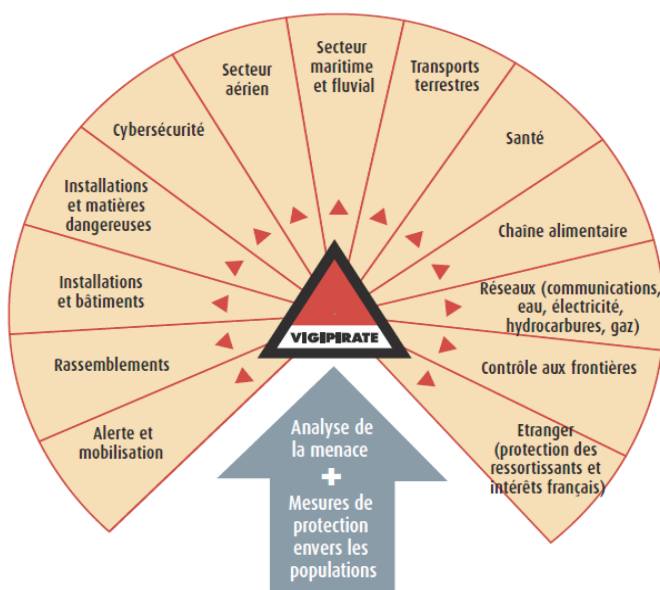 Secteur
maritime
et fluvial
Secteur
aérien
Transports
terrestres
Cybersécurité
Santé
Installations
et matières
dangereuses
Chaîne alimentaire
Installations
et bâtiments
Réseaux (communications,
eau, électricité,
hydrocarbures, gaz)
VIGIPIRATE
Rassemblements
Contrôle aux frontières
Alerte et
mobilisation
Etranger
(protection des
ressortissants et
intérêts français)
Analyse de
la menace
+
Mesures de
protection
envers les
populations